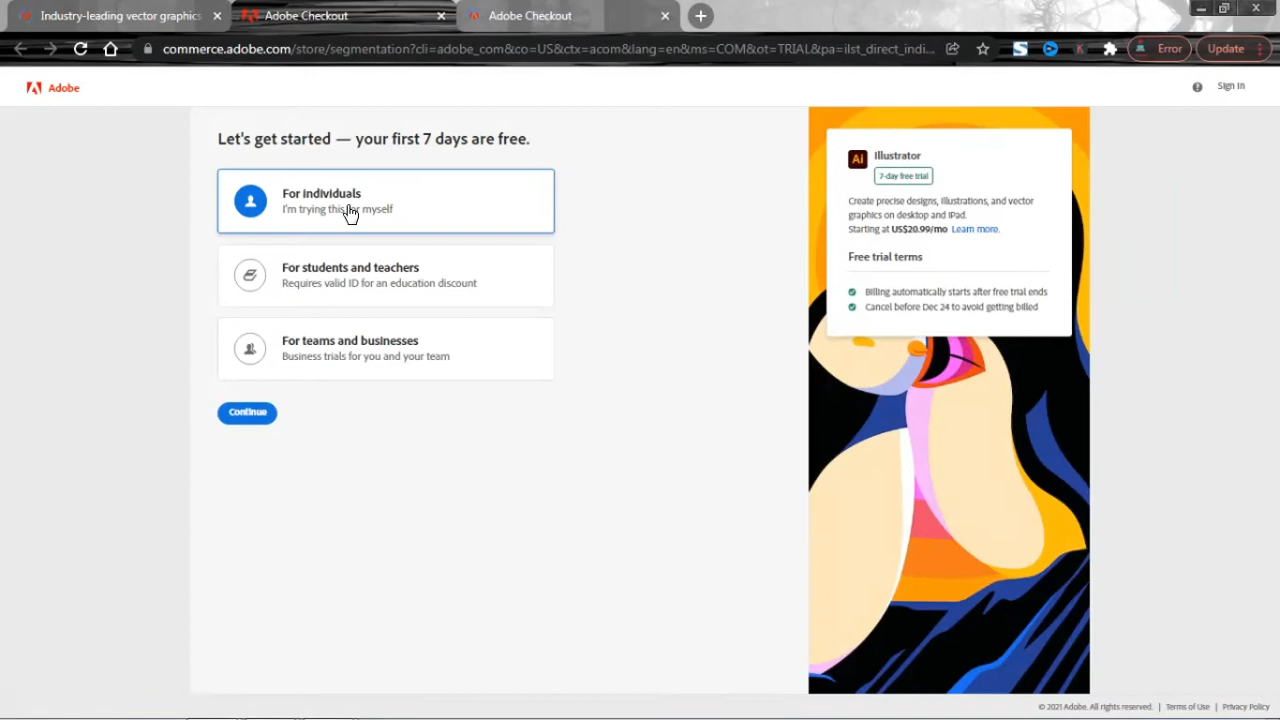 Industry-leading vector graphics
Adobe Checkout
Adobe Checkout
commerce.adobe.com/store/segmentation?cli=adobe_com&co=US&ctx=acom&lang=en&ms=COM&ot=TRIAL&pa=ilst_direct_indi...
K
Error
Update
Adobe
Sign In
Let's get started — your first 7 days are free.
For individuals
I'm trying this myself
For students and teachers
Requires valid ID for an education discount
For teams and businesses
Business trials for you and your team
Continue
Ai
Illustrator
7-day free trial
Create precise designs, illustrations, and vector
graphics on desktop and iPad.
Starting at US$20.99/mo Learn more.
Free trial terms
Billing automatically starts after free trial ends
Cancel before Dec 24 to avoid getting billed
© 2021 Adobe. All rights reserved. | Terms of Use | Privacy Policy